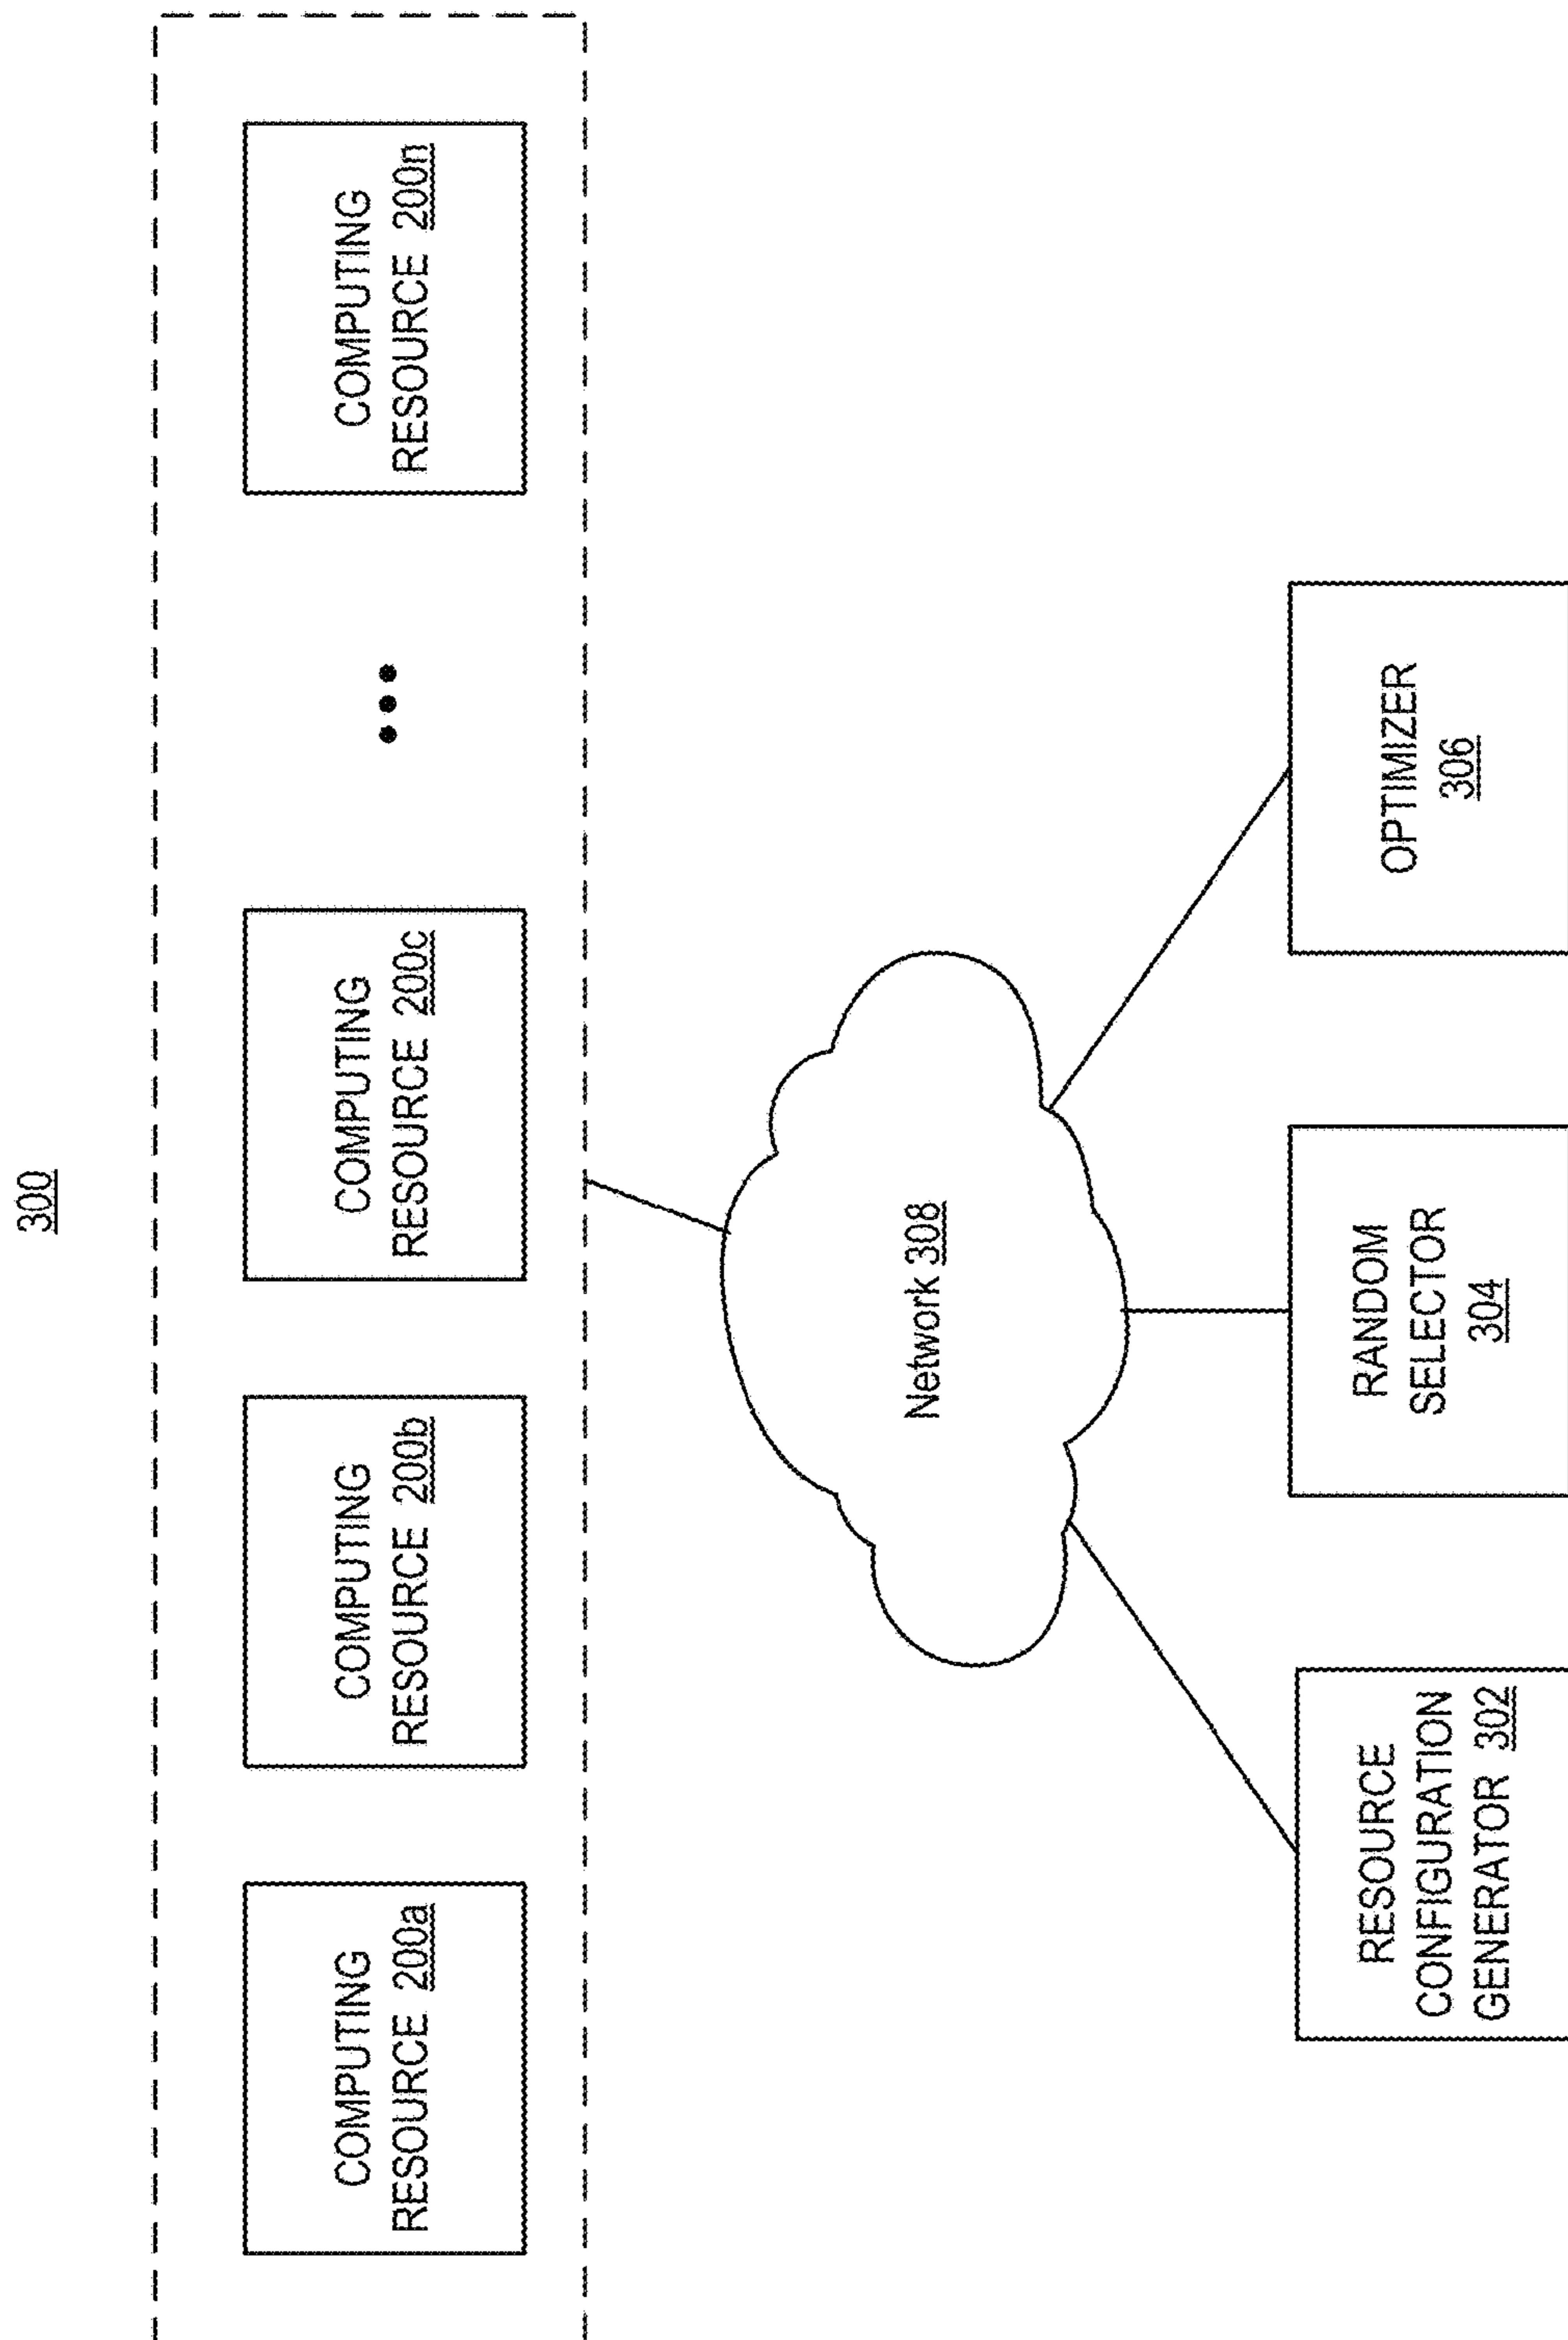 300
COMPUTING
RESOURCE 200a
COMPUTING
RESOURCE 200b
COMPUTING
RESOURCE 200c
COMPUTING
RESOURCE 200n
Network 308
RESOURCE
CONFIGURATION
GENERATOR 302
RANDOM
SELECTOR
304
OPTIMIZER
306